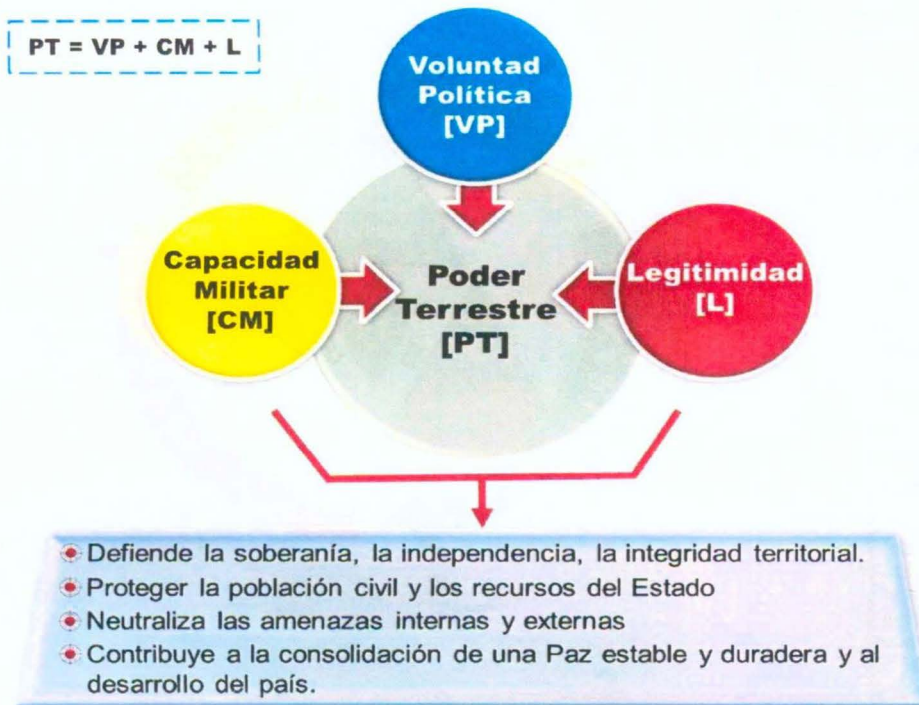 PT = VP + CM + L
Voluntad
Política
[VP]
Capacidad
Militar
[CM]
Poder
Terrestre
[PT]
Legitimidad
[L]
Defiende la soberanía, la independencia, la integridad territorial.
Proteger la población civil y los recursos del Estado
Neutraliza las amenazas internas y externas
Contribuye a la consolidación de una Paz estable y duradera y al
desarrollo del país.